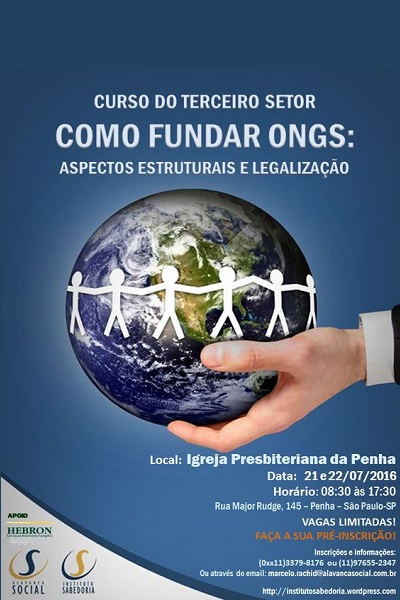 CURSO DO TERCEIRO SETOR
COMO FUNDAR ONGS:
ASPECTOS ESTRUTURAIS E LEGALIZAÇÃO
Local: Igreja Presbiteriana da Penha
Data: 21 e 22/07/2016
Horário: 08:30 às 17:30
Rua Major Rudge, 145 – Penha – São Paulo-SP
VAGAS LIMITADAS!
FAÇA A SUA PRÉ-INSCRIÇÃO!
Inscrições e informações:
(0xx11)3379-8176 ou (11)97655-2347
Ou através do email: marcelo.rachid@alavancasocial.com.br
http://institutosabedoria.wordpress.com
APOIO
HEBRON
ALAVANCA
SOCIAL
INSTITUTO
SABEDORIA